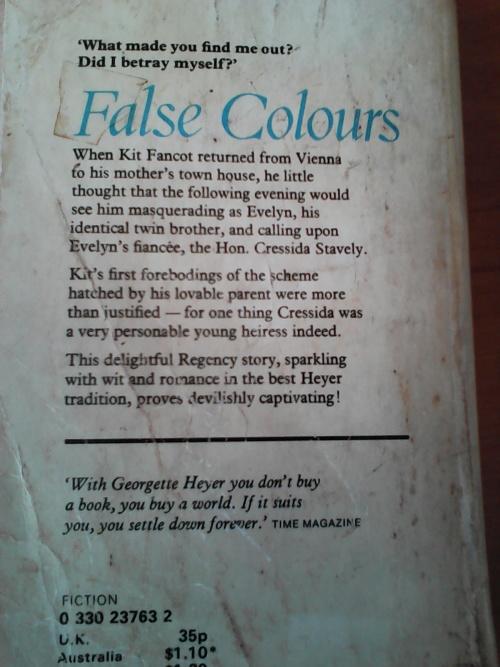 ‘What made you find me out?
Did I betray myself?’
False Colours
When Kit Fancot returned from Vienna
to his mother's town house, he little
thought that the following evening would
see him masquerading as Evelyn, his
identical twin brother, and calling upon
Evelyn's fiancée, the Hon. Cressida Stavely.
Kit's first forebodings of the scheme
hatched by his lovable parent were more
than justified — for one thing Cressida was
a very personable young heiress indeed.
This delightful Regency story, sparkling
with wit and romance in the best Heyer
tradition, proves devilishly captivating!
‘With Georgette Heyer you don't buy
a book, you buy a world. If it suits
you, you settle down forever.’ TIME MAGAZINE
FICTION
0 330 23763 2
U.K. 35p
Australia $1.10*